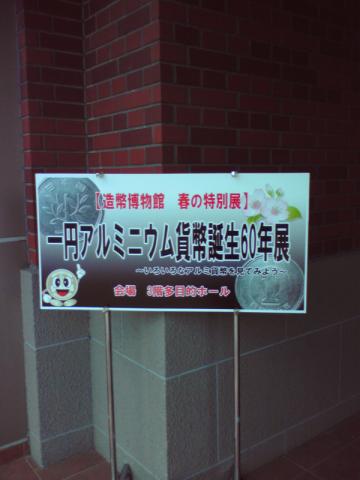 【造幣博物館　春の特別展】
一円アルミニウム貨幣誕生60年展
～いろいろなアルミ貨幣を見てみよう～
会場　3階多目的ホール